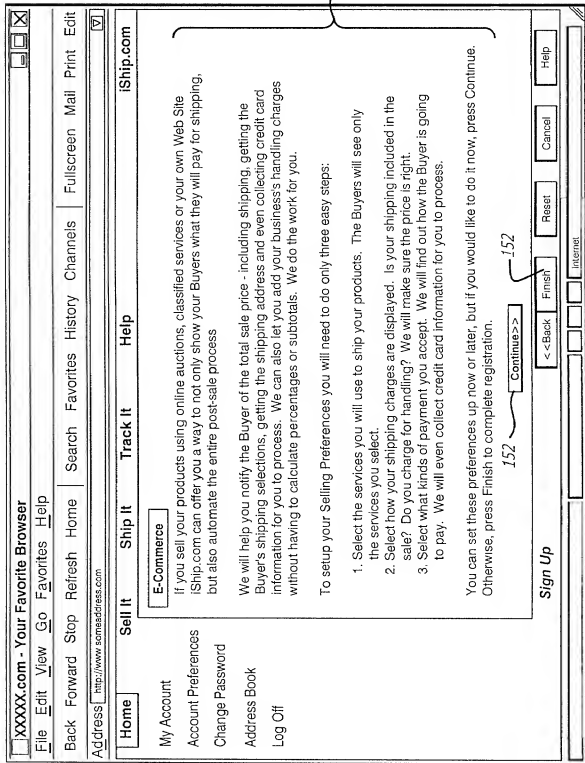 XXXXX.com - Your Favorite Browser
File Edit View Go Favorites Help
Back Forward Stop Refresh Home Search Favorites History Channels Fullscreen Mail Print Edit
Address http://www someaddress.com
Home Sell It Ship It Track It Help iShip.com
My Account
Account Preferences
Change Password
Address Book
Log Off
E-Commerce
If you sell your products using online auctions, classified services or your own Web Site
iShip.com can offer you a way to not only show your Buyers what they will pay for shipping,
but also automate the entire post-sale process
We will help you notify the Buyer of the total sale price - including shipping, getting the
Buyer's shipping selections, getting the shipping address and even collecting credit card
information for you to process. We can also let you add your business's handling charges
without having to calculate percentages or subtotals. We do the work for you.
To setup your Selling Preferences you will need to do only three easy steps:
1. Select the services you will use to ship your products. The Buyers will see only
the services you select.
2. Select how your shipping charges are displayed. Is your shipping included in the
sale? Do you charge for handling? We will make sure the price is right.
3. Select what kinds of payment you accept. We will find out how the Buyer is going
to pay. We will even collect credit card information for you to process.
You can set these preferences up now or later, but if you would like to do it now, press Continue.
Otherwise, press Finish to complete registration.
152 Continue>> 152
Sign Up <<Back Finish Reset Cancel Help
Internet